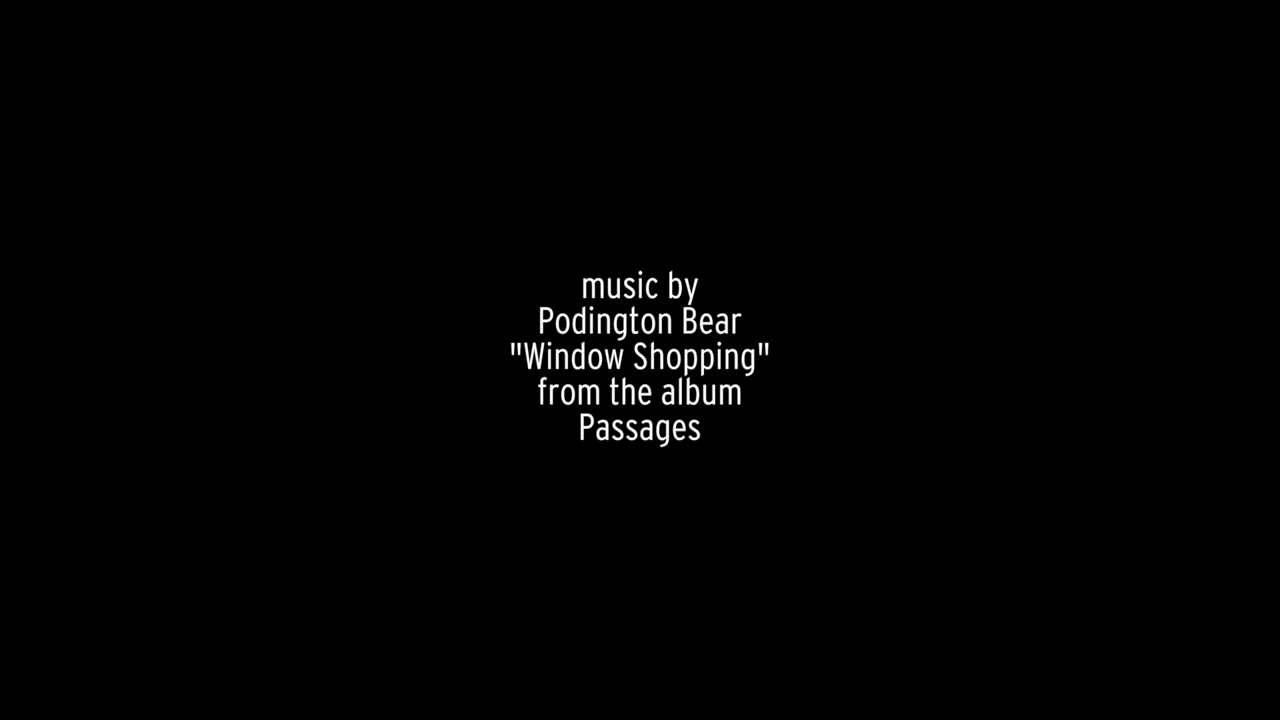 music by
Podington Bear
"Window Shopping"
from the album
Passages